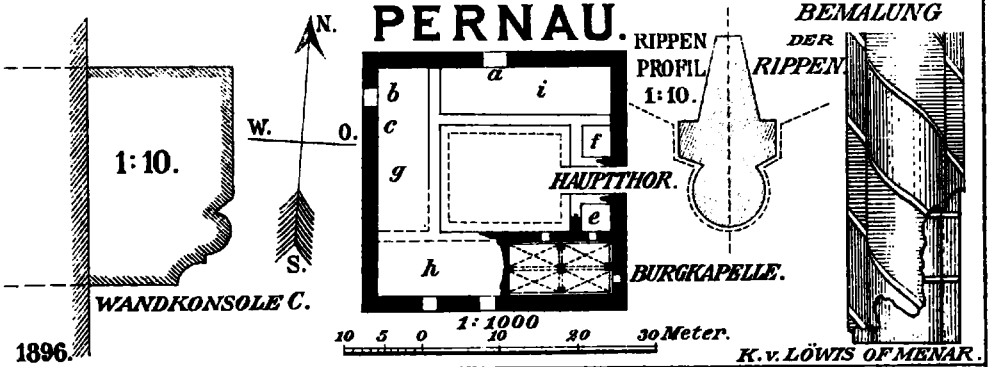 PERNAU.
N.
W.
O.
S.
1:10.
WANDKONSOLE C.
1896.
a
b
i
c
f
g
HAUPTTHOR.
e
h
BURGKAPELLE.
1:1000
10 5 0 10 20 30 Meter.
RIPPEN
PROFIL
1:10.
BEMALUNG
DER
RIPPEN.
K. v. LÖWIS OF MENAR.